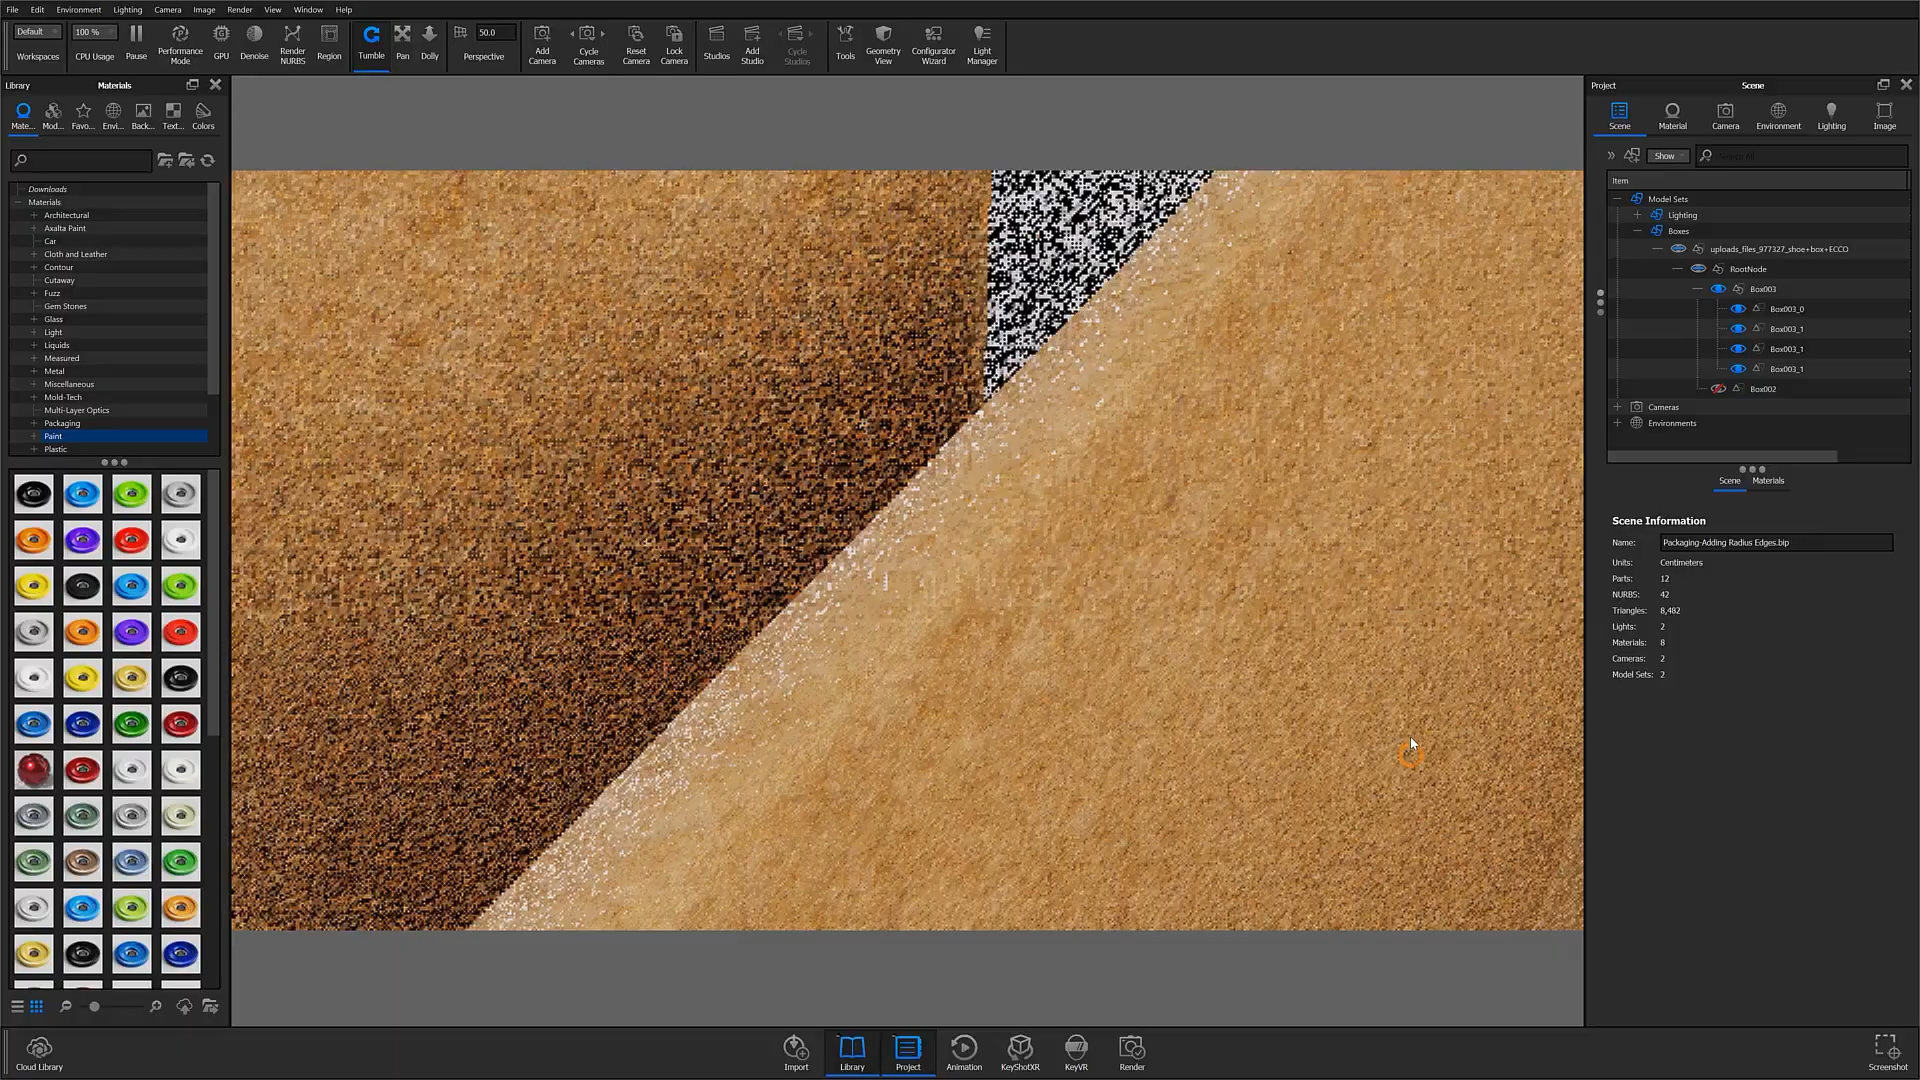 File Edit Environment Lighting Camera Image Render View Window Help
Default 100 % 50.0
Workspaces CPU Usage Pause Performance Mode GPU Denoise Render NURBS Region Tumble Pan Dolly Perspective Add Camera Cycle Cameras Reset Camera Lock Camera Studios Add Studio Cycle Studios Tools Geometry View Configurator Wizard Light Manager
Library Materials
Mate... Mod... Favo... Envi... Back... Text... Colors
Downloads
Materials
Architectural
Axalta Paint
Car
Cloth and Leather
Contour
Cutaway
Fuzz
Gem Stones
Glass
Light
Liquids
Measured
Metal
Miscellaneous
Mold-Tech
Multi-Layer Optics
Packaging
Paint
Plastic
Project Scene
Scene Material Camera Environment Lighting Image
Show
Item
Model Sets
Lighting
Boxes
uploads_files_977327_shoe+box+ECCO
RootNode
Box003
Box003_0
Box003_1
Box003_1
Box003_1
Box002
Cameras
Environments
Scene Materials
Scene Information
Name: Packaging-Adding Radius Edges.bip
Units: Centimeters
Parts: 12
NURBS: 42
Triangles: 8,482
Lights: 2
Materials: 8
Cameras: 2
Model Sets: 2
Cloud Library Import Library Project Animation KeyShotXR KeyVR Render Screenshot